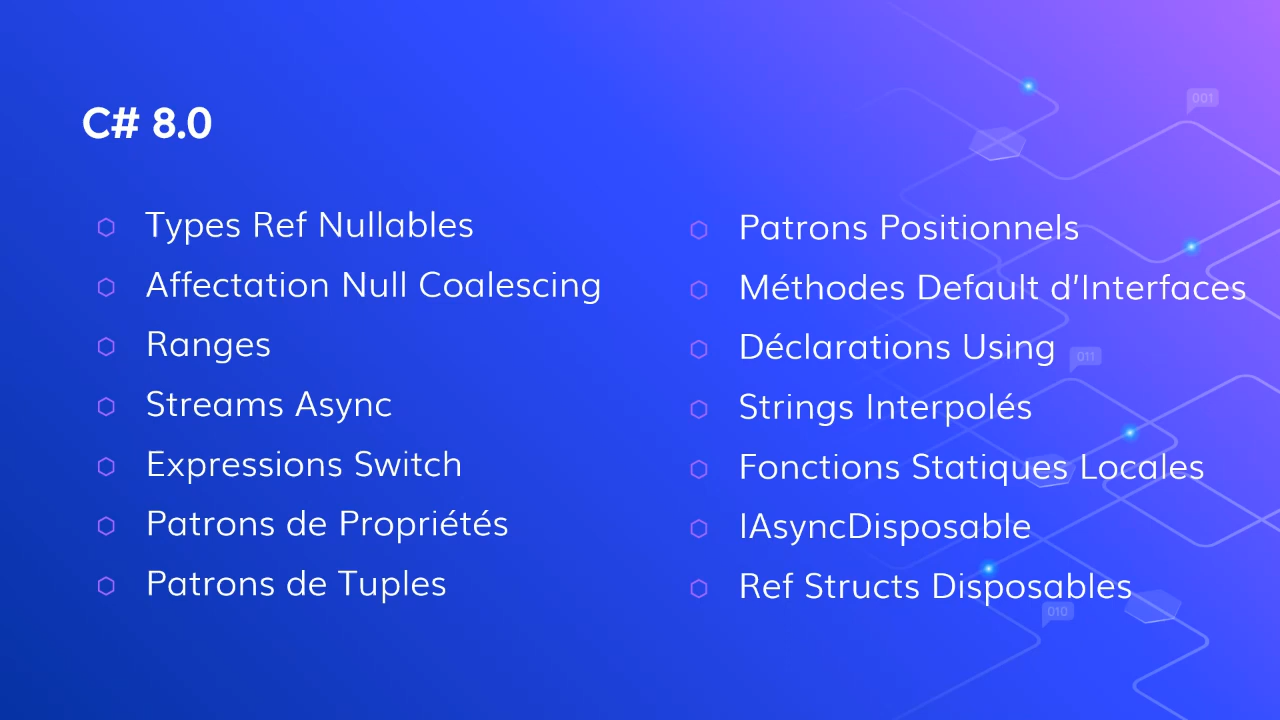 C# 8.0
Types Ref Nullables
Affectation Null Coalescing
Ranges
Streams Async
Expressions Switch
Patrons de Propriétés
Patrons de Tuples
Patrons Positionnels
Méthodes Default d'Interfaces
Déclarations Using
Strings Interpolés
Fonctions Statiques Locales
IAsyncDisposable
Ref Structs Disposables
001
011
010